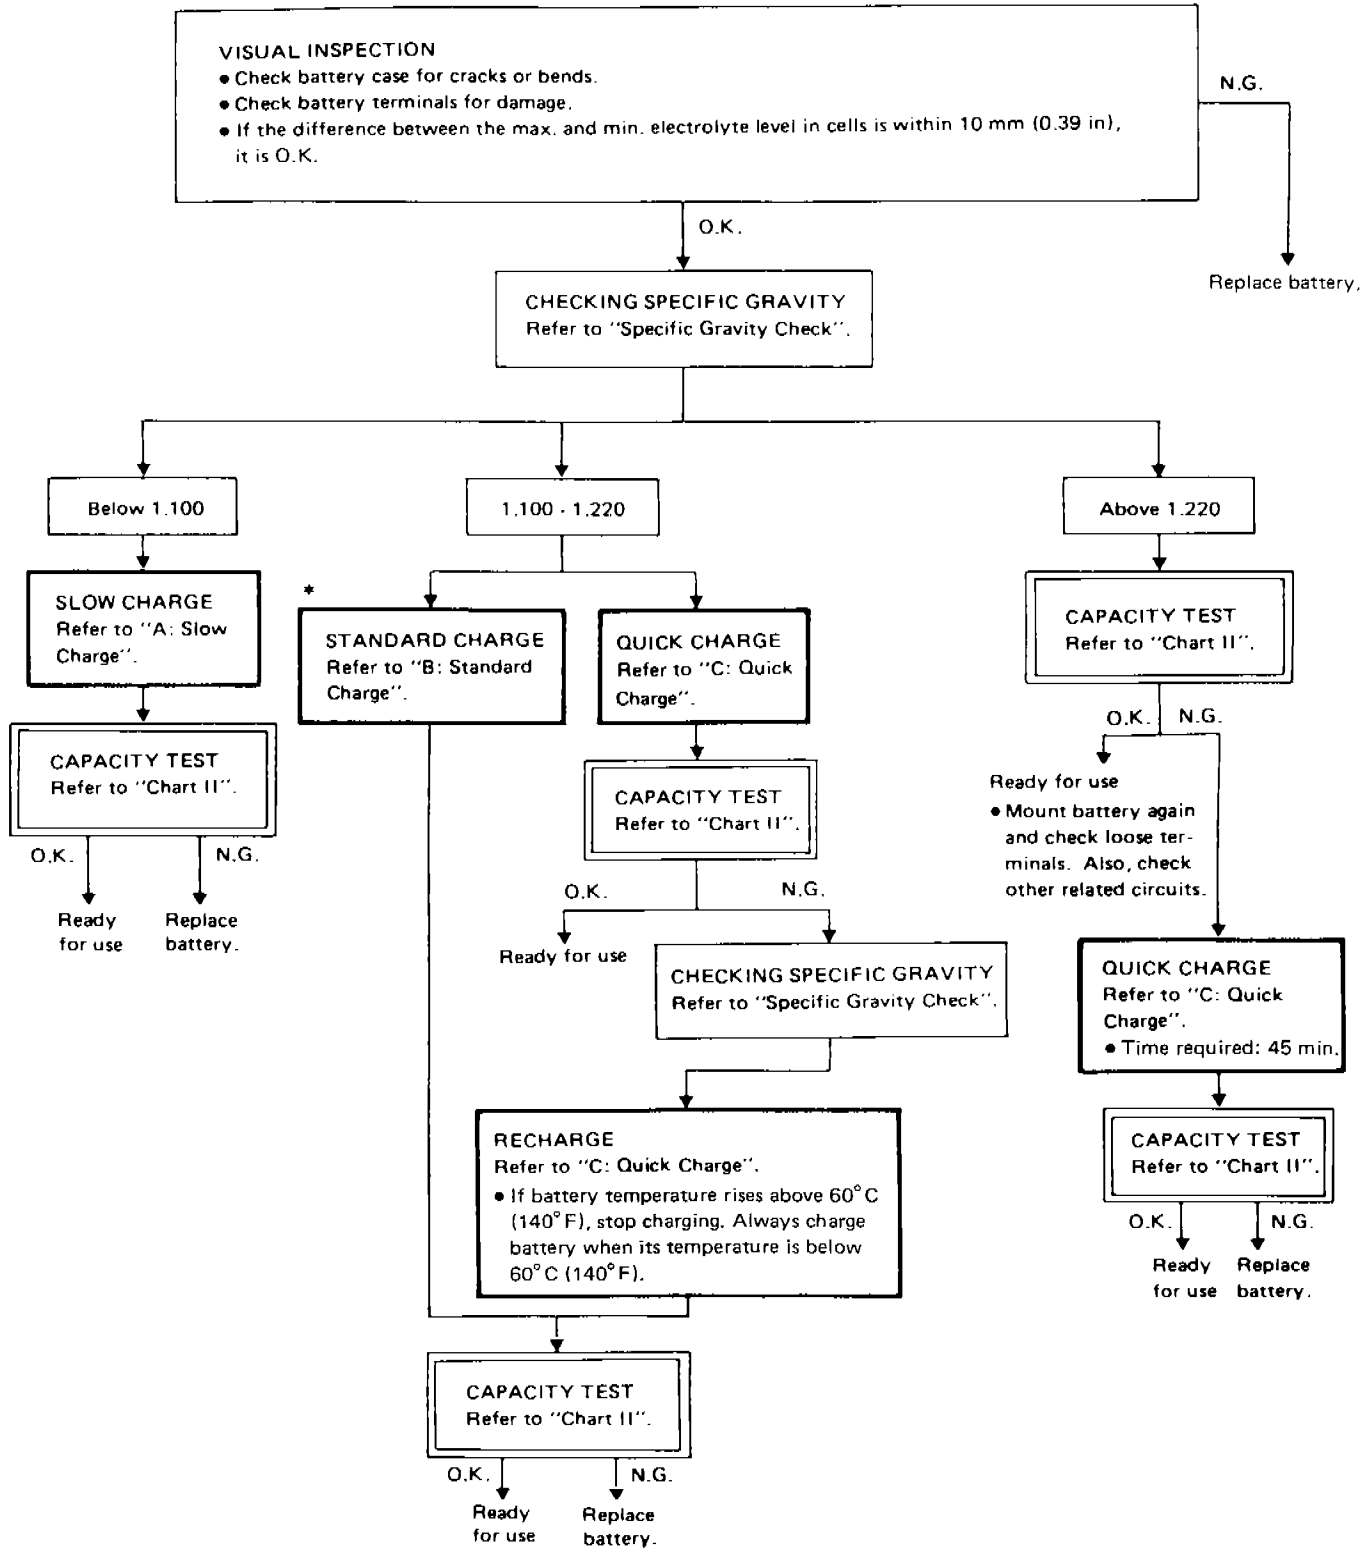 VISUAL INSPECTION
● Check battery case for cracks or bends.
● Check battery terminals for damage.
● If the difference between the max. and min. electrolyte level in cells is within 10 mm (0.39 in),
it is O.K.
N.G.
Replace battery.
O.K.
CHECKING SPECIFIC GRAVITY
Refer to "Specific Gravity Check".
Below 1.100
1.100 - 1.220
Above 1.220
SLOW CHARGE
Refer to "A: Slow
Charge".
CAPACITY TEST
Refer to "Chart II".
O.K.
N.G.
Ready
for use
Replace
battery.
*
STANDARD CHARGE
Refer to "B: Standard
Charge".
QUICK CHARGE
Refer to "C: Quick
Charge".
CAPACITY TEST
Refer to "Chart II".
O.K.
N.G.
Ready for use
CHECKING SPECIFIC GRAVITY
Refer to "Specific Gravity Check".
RECHARGE
Refer to "C: Quick Charge".
● If battery temperature rises above 60°C
(140°F), stop charging. Always charge
battery when its temperature is below
60°C (140°F).
CAPACITY TEST
Refer to "Chart II".
O.K.
N.G.
Ready
for use
Replace
battery.
CAPACITY TEST
Refer to "Chart II".
O.K.
N.G.
Ready for use
● Mount battery again
and check loose ter-
minals. Also, check
other related circuits.
QUICK CHARGE
Refer to "C: Quick
Charge".
● Time required: 45 min.
CAPACITY TEST
Refer to "Chart II".
O.K.
N.G.
Ready
for use
Replace
battery.